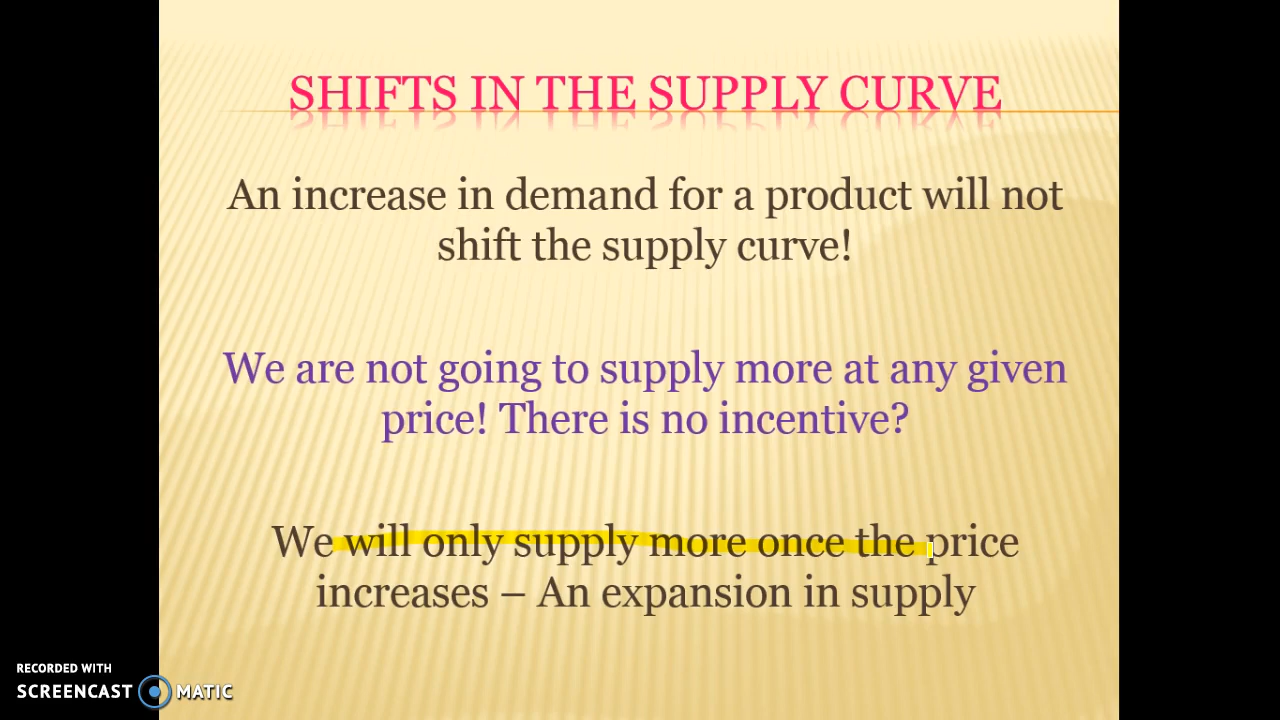 SHIFTS IN THE SUPPLY CURVE
An increase in demand for a product will not
shift the supply curve!
We are not going to supply more at any given
price! There is no incentive?
We will only supply more once the price
increases – An expansion in supply
RECORDED WITH
SCREENCAST MATIC